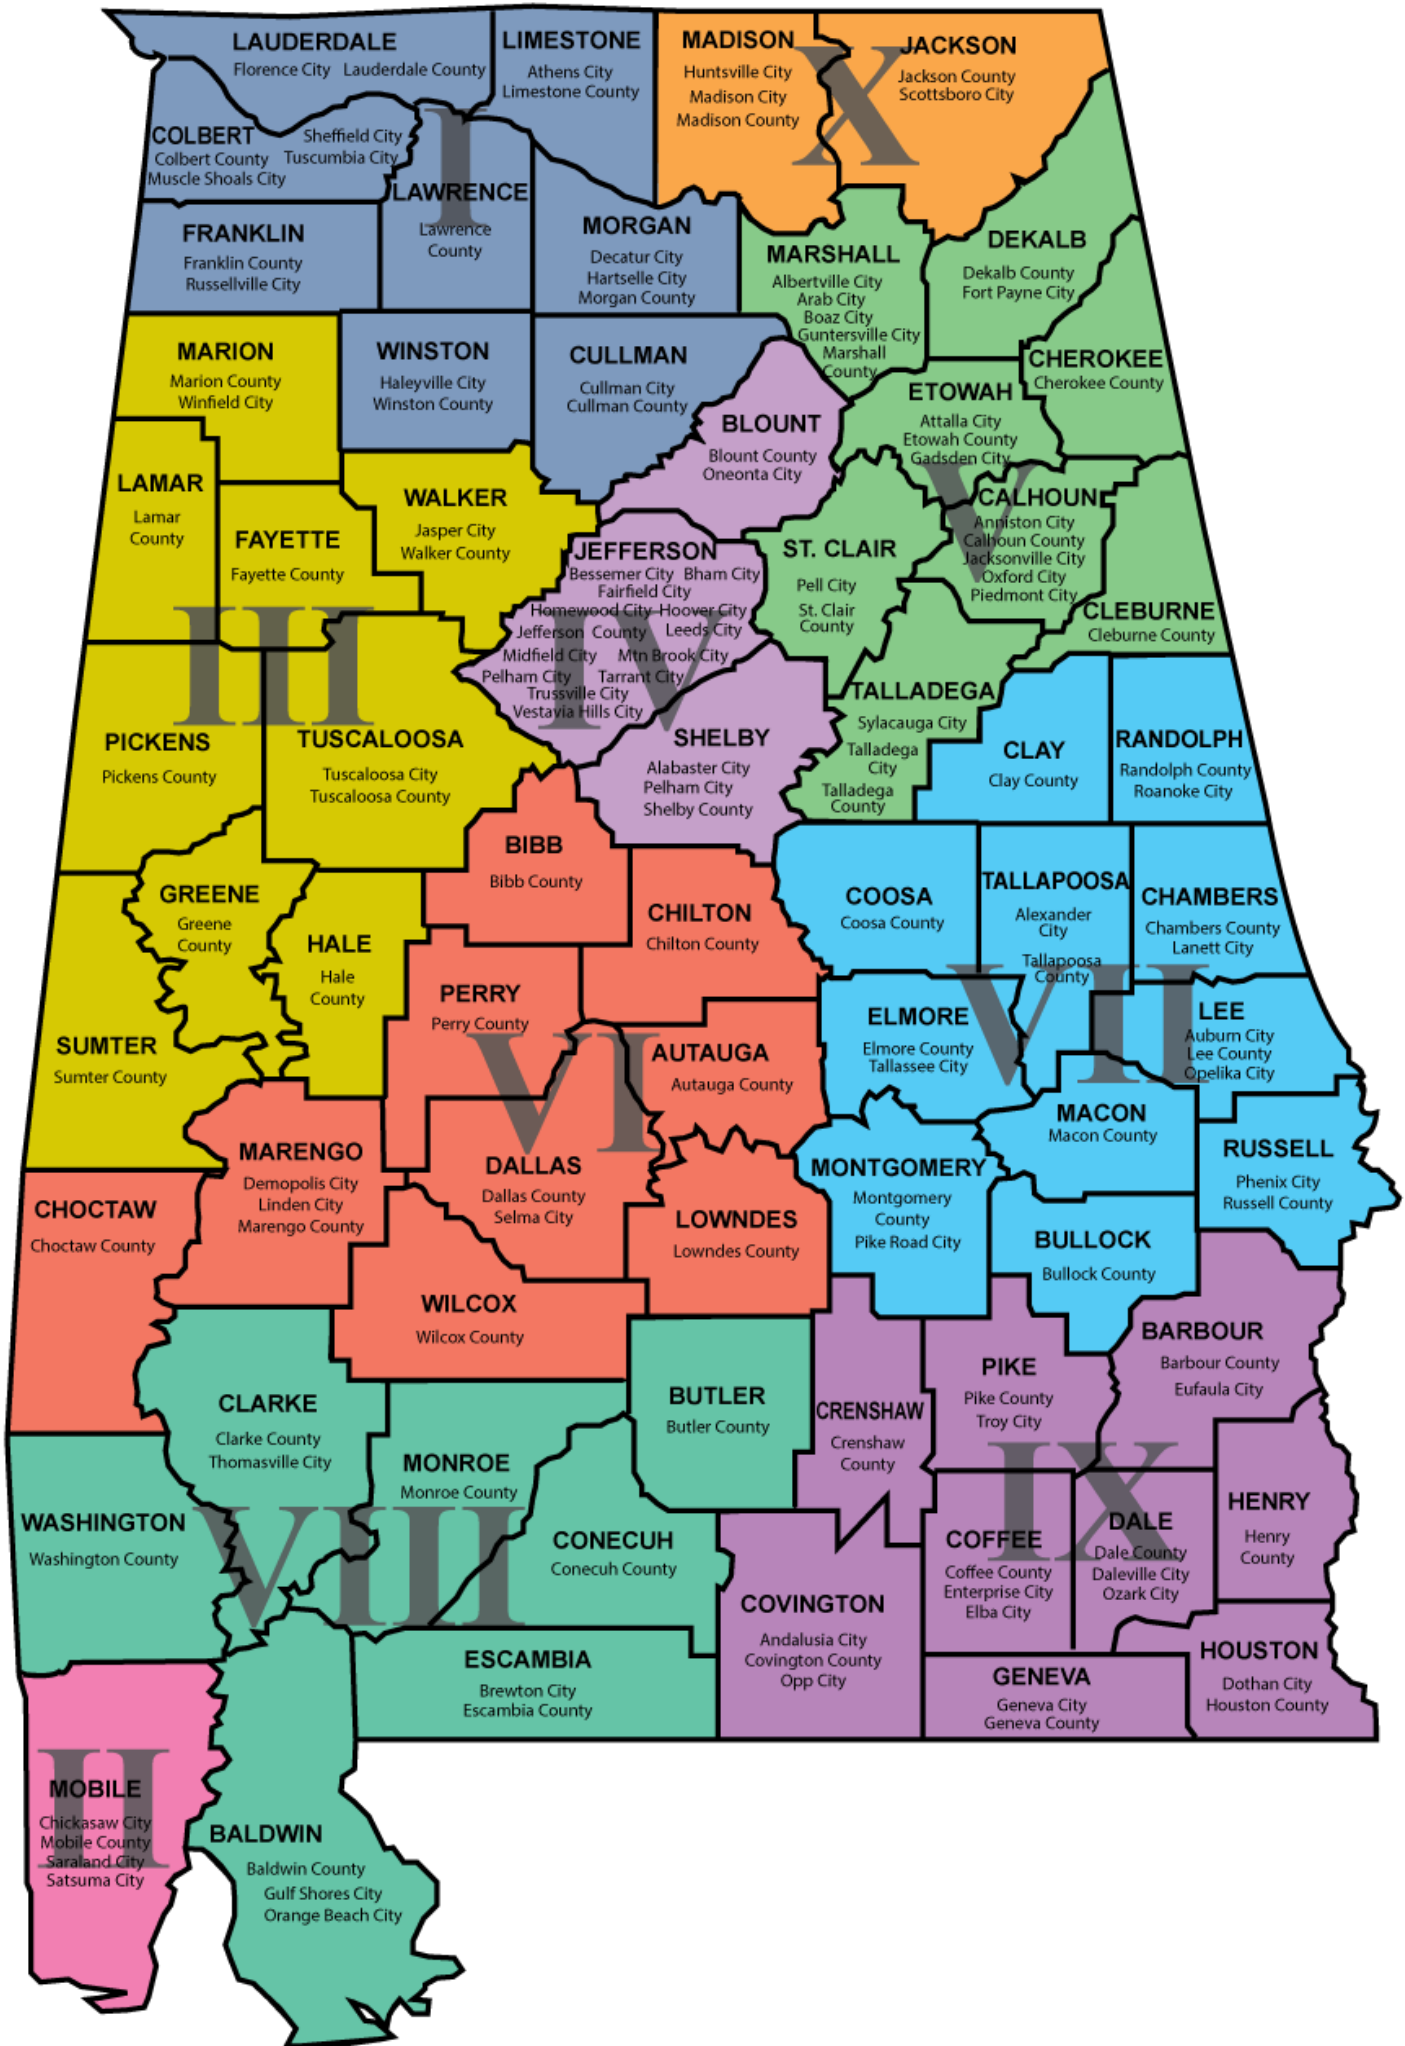 LAUDERDALE
Florence City Lauderdale County
LIMESTONE
Athens City
Limestone County
MADISON
Huntsville City
Madison City
Madison County
JACKSON
Jackson County
Scottsboro City
X
COLBERT
Sheffield City
Colbert County Tuscumbia City
Muscle Shoals City
I
LAWRENCE
Lawrence
County
FRANKLIN
Franklin County
Russellville City
MORGAN
Decatur City
Hartselle City
Morgan County
MARSHALL
Albertville City
Arab City
Boaz City
Guntersville City
Marshall
County
DEKALB
Dekalb County
Fort Payne City
CHEROKEE
Cherokee County
MARION
Marion County
Winfield City
WINSTON
Haleyville City
Winston County
CULLMAN
Cullman City
Cullman County
BLOUNT
Blount County
Oneonta City
ETOWAH
Attalla City
Etowah County
Gadsden City
V
LAMAR
Lamar
County
FAYETTE
Fayette County
WALKER
Jasper City
Walker County
JEFFERSON
Bessemer City Bham City
Fairfield City
Homewood City Hoover City
Jefferson County Leeds City
Midfield City Mtn Brook City
Pelham City Tarrant City
Trussville City
Vestavia Hills City
IV
ST. CLAIR
Pell City
St. Clair
County
CALHOUN
Anniston City
Calhoun County
Jacksonville City
Oxford City
Piedmont City
CLEBURNE
Cleburne County
III
PICKENS
Pickens County
TUSCALOOSA
Tuscaloosa City
Tuscaloosa County
SHELBY
Alabaster City
Pelham City
Shelby County
TALLADEGA
Sylacauga City
Talladega
City
Talladega
County
CLAY
Clay County
RANDOLPH
Randolph County
Roanoke City
GREENE
Greene
County
HALE
Hale
County
BIBB
Bibb County
CHILTON
Chilton County
COOSA
Coosa County
TALLAPOOSA
Alexander
City
Tallapoosa
County
CHAMBERS
Chambers County
Lanett City
SUMTER
Sumter County
PERRY
Perry County
VI
AUTAUGA
Autauga County
ELMORE
Elmore County
Tallassee City
VII
LEE
Auburn City
Lee County
Opelika City
MACON
Macon County
RUSSELL
Phenix City
Russell County
CHOCTAW
Choctaw County
MARENGO
Demopolis City
Linden City
Marengo County
DALLAS
Dallas County
Selma City
LOWNDES
Lowndes County
MONTGOMERY
Montgomery
County
Pike Road City
BULLOCK
Bullock County
WILCOX
Wilcox County
CLARKE
Clarke County
Thomasville City
MONROE
Monroe County
BUTLER
Butler County
CRENSHAW
Crenshaw
County
PIKE
Pike County
Troy City
BARBOUR
Barbour County
Eufaula City
IX
WASHINGTON
Washington County
VIII
CONECUH
Conecuh County
COVINGTON
Andalusia City
Covington County
Opp City
COFFEE
Coffee County
Enterprise City
Elba City
DALE
Dale County
Daleville City
Ozark City
HENRY
Henry
County
ESCAMBIA
Brewton City
Escambia County
GENEVA
Geneva City
Geneva County
HOUSTON
Dothan City
Houston County
II
MOBILE
Chickasaw City
Mobile County
Saraland City
Satsuma City
BALDWIN
Baldwin County
Gulf Shores City
Orange Beach City